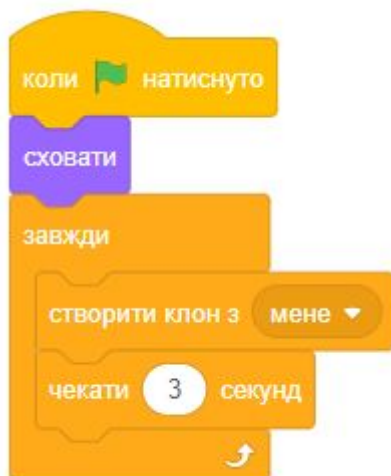 коли натиснуто
сховати
завжди
створити клон з мене
чекати 3 секунд